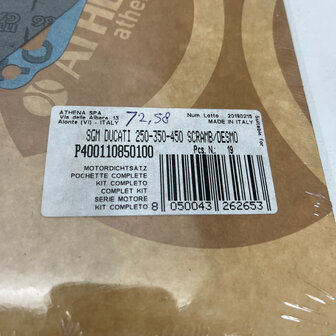 ATHENA
ATHENA SPA
Via delle Albere, 13
Alonte (VI) - ITALY
72,58
Num. Lotto : 20190215
MADE IN ITALY
SGM DUCATI 250-350-450 SCRAMB/DESMO
P400110850100
Pcs. N: 19
MOTORDICHTSATZ
POCHETTE COMPLETE
KIT COMPLETO
COMPLET KIT
SERIE MOTORE
KIT COMPLETO
8 050043 262653